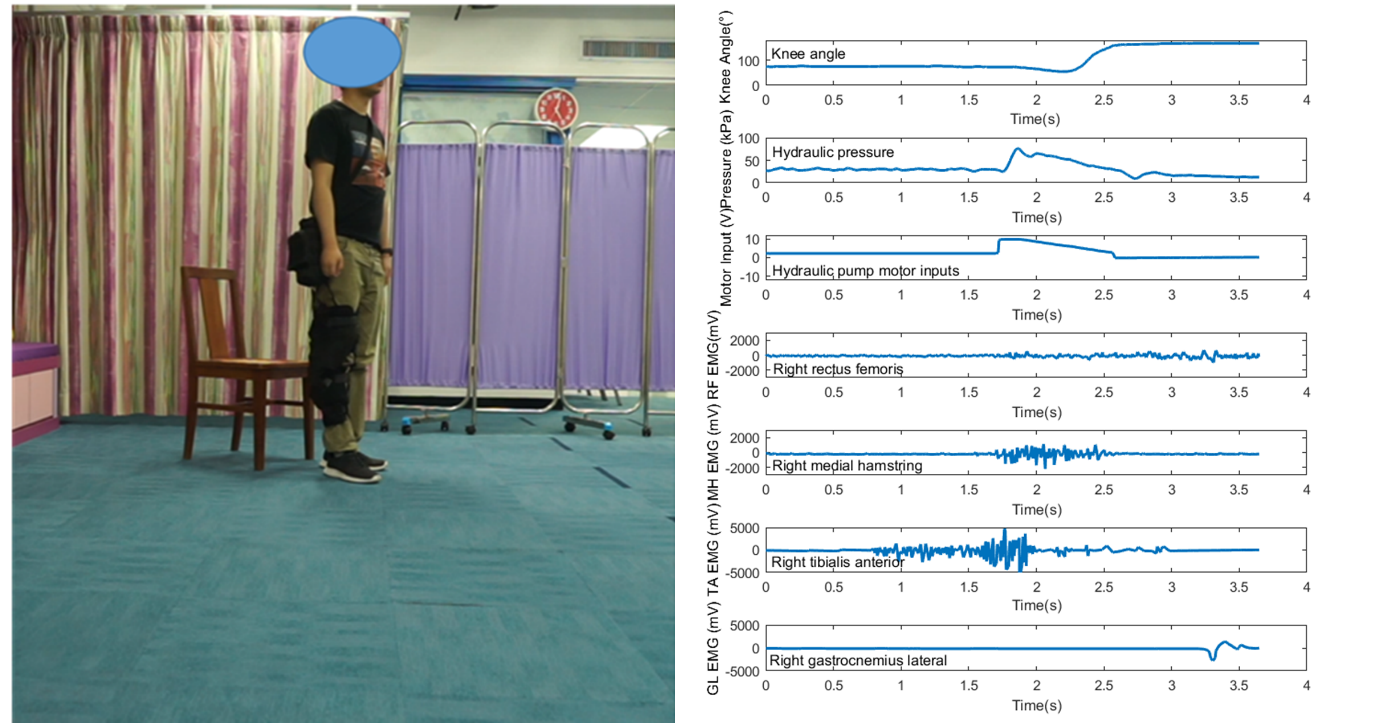 Knee Angle(°)
Knee angle
100
0
0 0.5 1 1.5 2 2.5 3 3.5 4
Time(s)
Pressure (kPa)
Hydraulic pressure
100
50
0
0 0.5 1 1.5 2 2.5 3 3.5 4
Time(s)
Motor Input (V)
10
0
-10
Hydraulic pump motor inputs
0 0.5 1 1.5 2 2.5 3 3.5 4
Time(s)
RF EMG(mV)
2000
0
-2000
Right rectus femoris
0 0.5 1 1.5 2 2.5 3 3.5 4
Time(s)
MH EMG (mV)
2000
0
-2000
Right medial hamstring
0 0.5 1 1.5 2 2.5 3 3.5 4
Time(s)
TA EMG (mV)
5000
0
-5000
Right tibialis anterior
0 0.5 1 1.5 2 2.5 3 3.5 4
Time(s)
GL EMG (mV)
5000
0
-5000
Right gastrocnemius lateral
0 0.5 1 1.5 2 2.5 3 3.5 4
Time(s)